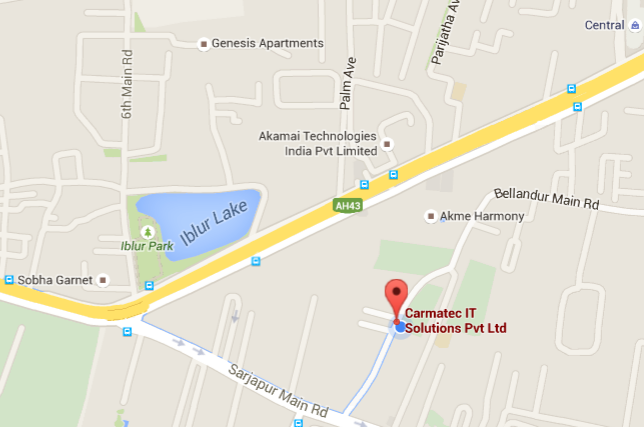 Central
Genesis Apartments
6th Main Rd
Palm Ave
Parijatha Av
Akamai Technologies
India Pvt Limited
Iblur Lake
AH43
Bellandur Main Rd
Akme Harmony
Iblur Park
Sobha Garnet
Carmatec IT
Solutions Pvt Ltd
Sarjapur Main Rd